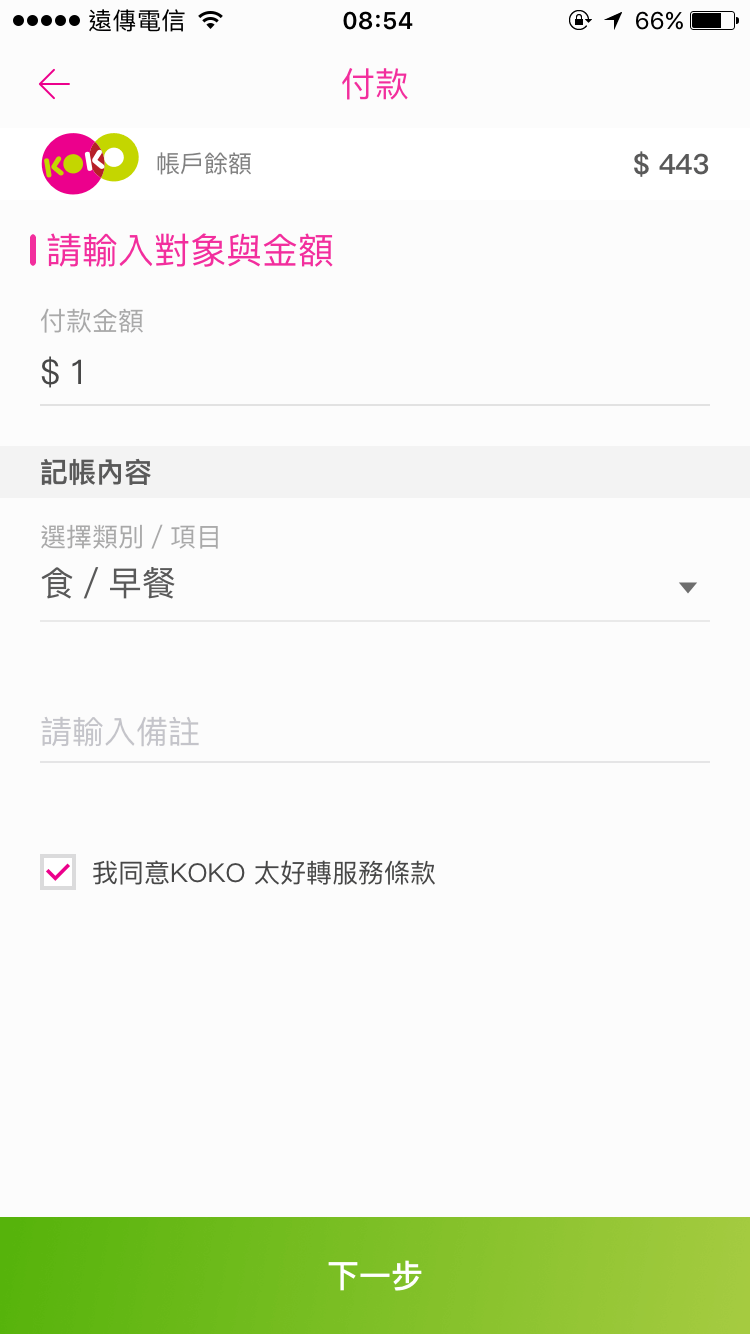 遠傳電信 08:54 66%
付款
KOKO 帳戶餘額 $ 443
請輸入對象與金額
付款金額
$ 1
記帳內容
選擇類別 / 項目
食 / 早餐
請輸入備註
我同意KOKO 太好轉服務條款
下一步